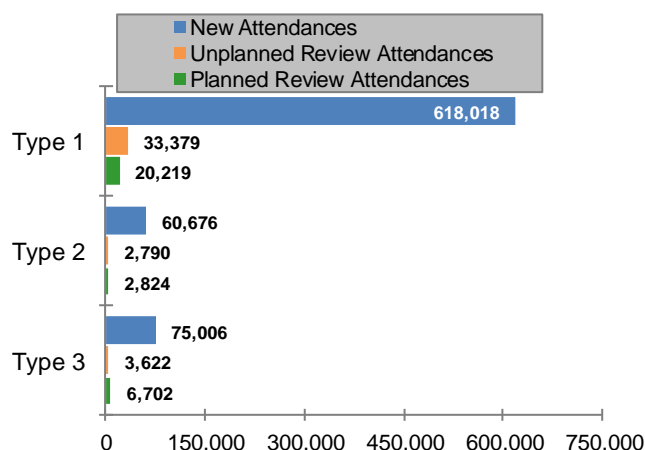 New Attendances
Unplanned Review Attendances
Planned Review Attendances
Type 1
618,018
33,379
20,219
Type 2
60,676
2,790
2,824
Type 3
75,006
3,622
6,702
0 150,000 300,000 450,000 600,000 750,000